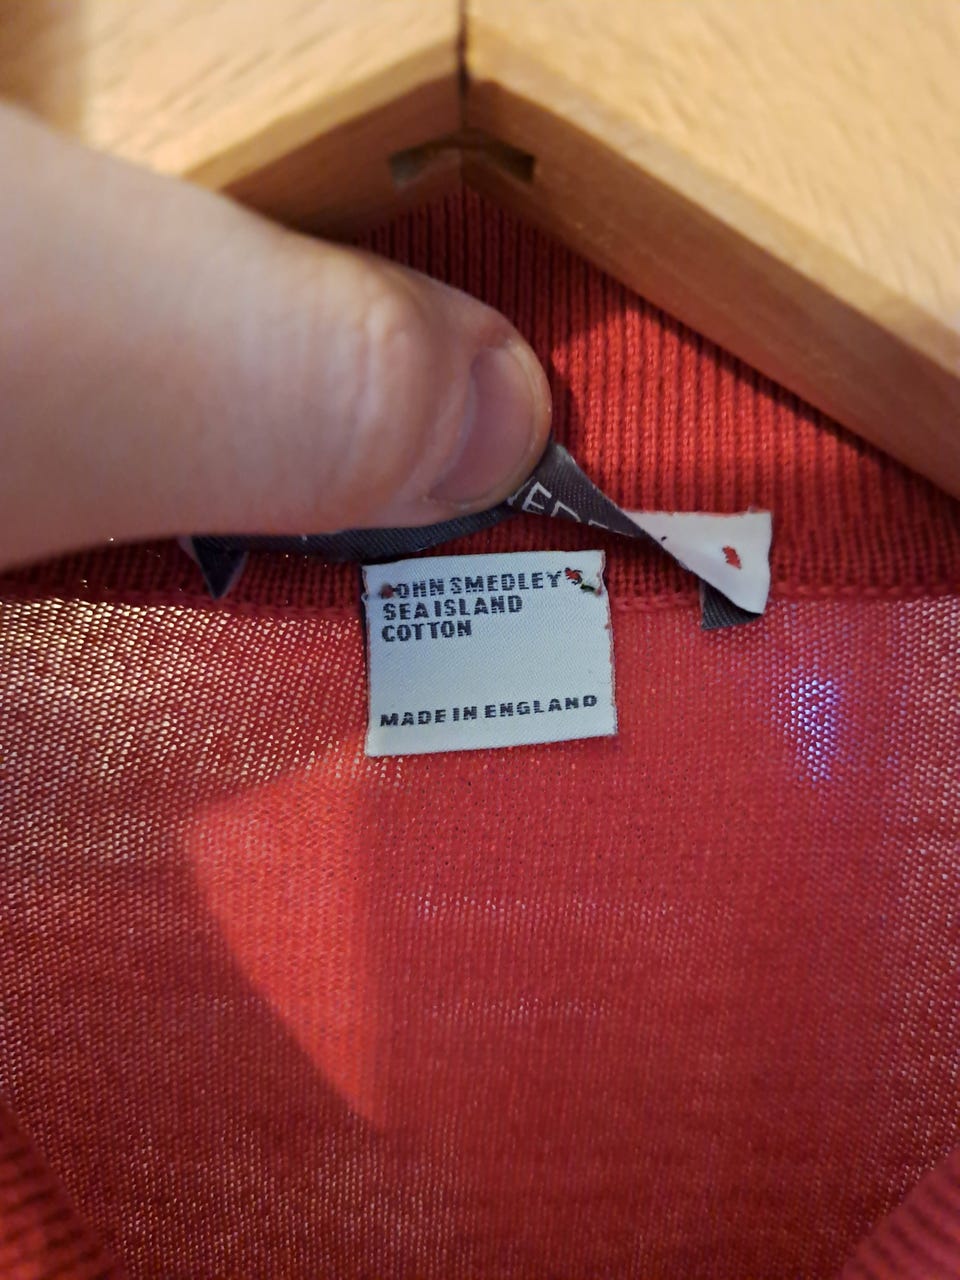 JOHN SMEDLEY'S
SEA ISLAND
COTTON
MADE IN ENGLAND